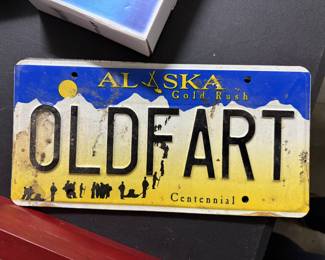 ALASKA
Gold Rush
OLDFART
Centennial